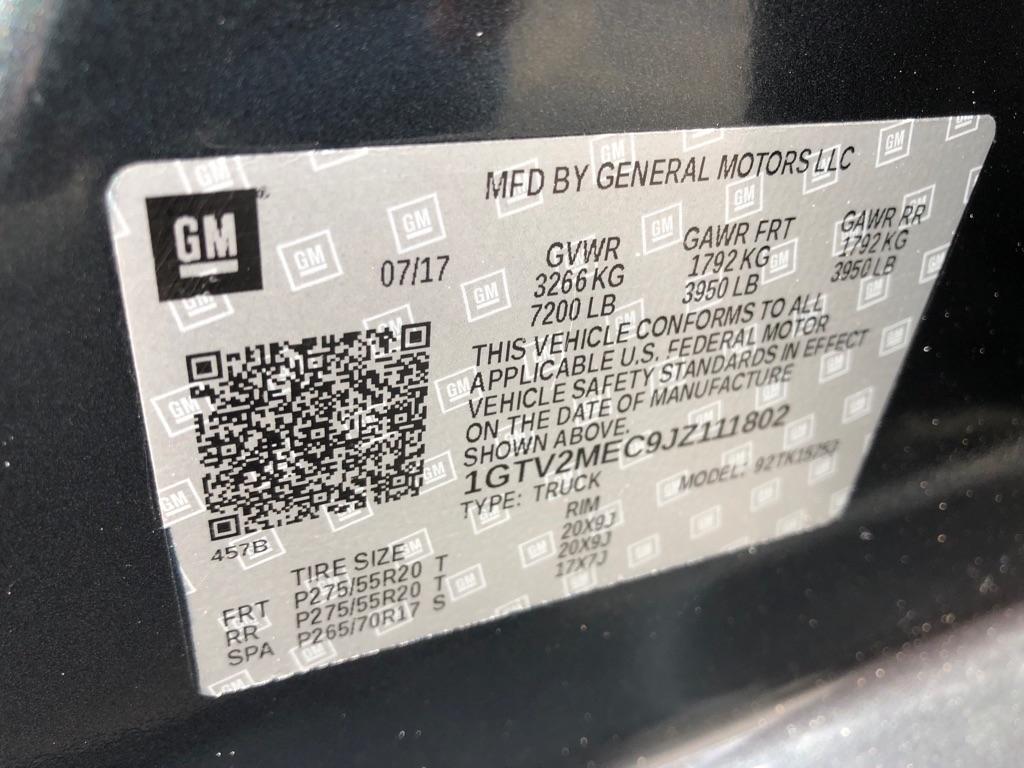 GM
MFD BY GENERAL MOTORS LLC
07/17
GVWR GAWR FRT GAWR RR
3266 KG 1792 KG 1792 KG
7200 LB 3950 LB 3950 LB
THIS VEHICLE CONFORMS TO ALL
APPLICABLE U.S. FEDERAL MOTOR
VEHICLE SAFETY STANDARDS IN EFFECT
ON THE DATE OF MANUFACTURE
SHOWN ABOVE.
1GTV2MEC9JZ111802
TYPE: TRUCK MODEL:
457B
TIRE SIZE RIM
FRT P275/55R20 T 20X9J
RR P275/55R20 T 20X9J
SPA P265/70R17 S 17X7J